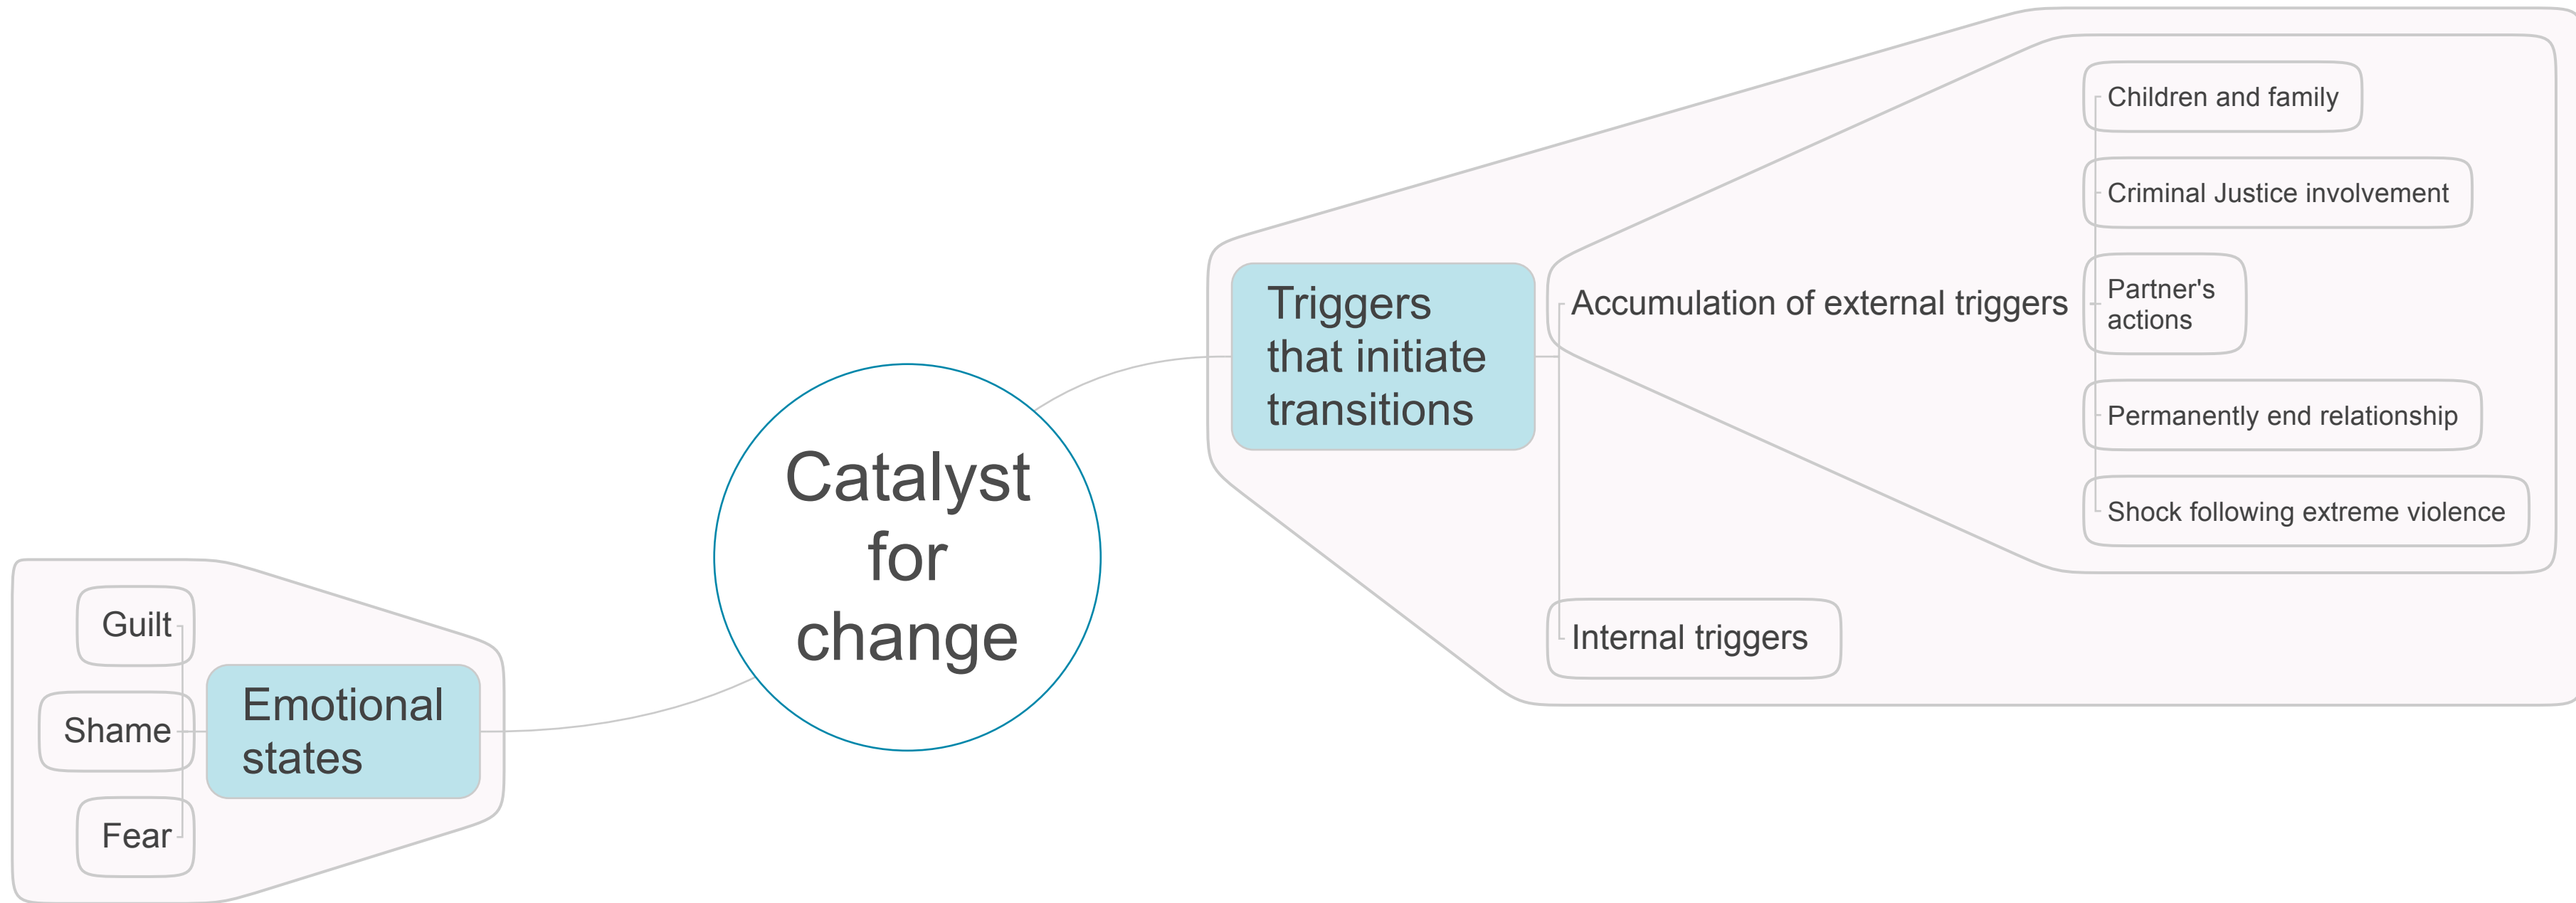 Catalyst
for
change
Triggers
that initiate
transitions
Accumulation of external triggers
Children and family
Criminal Justice involvement
Partner's
actions
Permanently end relationship
Shock following extreme violence
Internal triggers
Emotional
states
Guilt
Shame
Fear